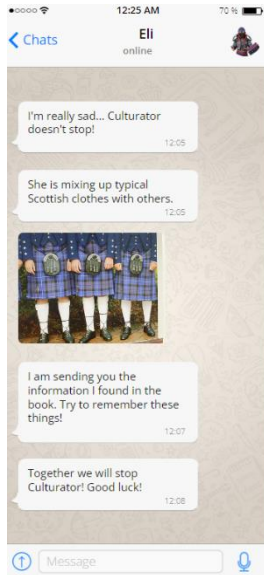 12:25 AM
70 %
Chats
Eli
online
I'm really sad... Culturator
doesn't stop!
12:05
She is mixing up typical
Scottish clothes with others.
12:05
I am sending you the
information I found in the
book. Try to remember these
things!
12:07
Together we will stop
Culturator! Good luck!
12:08
Message